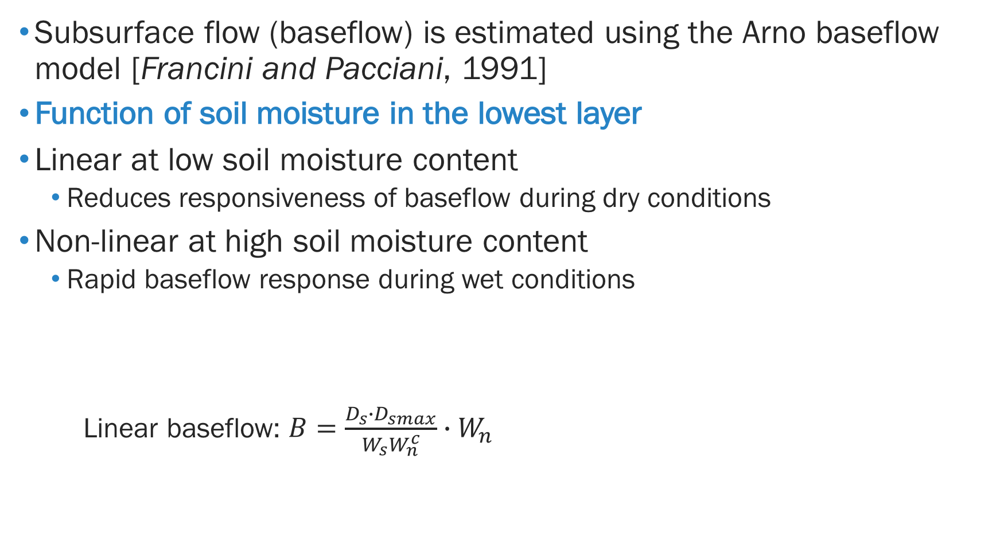 • Subsurface flow (baseflow) is estimated using the Arno baseflow
model [Francini and Pacciani, 1991]
• Function of soil moisture in the lowest layer
• Linear at low soil moisture content
• Reduces responsiveness of baseflow during dry conditions
• Non-linear at high soil moisture content
• Rapid baseflow response during wet conditions
Linear baseflow: $B = \frac{D_s \cdot D_{smax}}{W_s W_n^c} \cdot W_n$